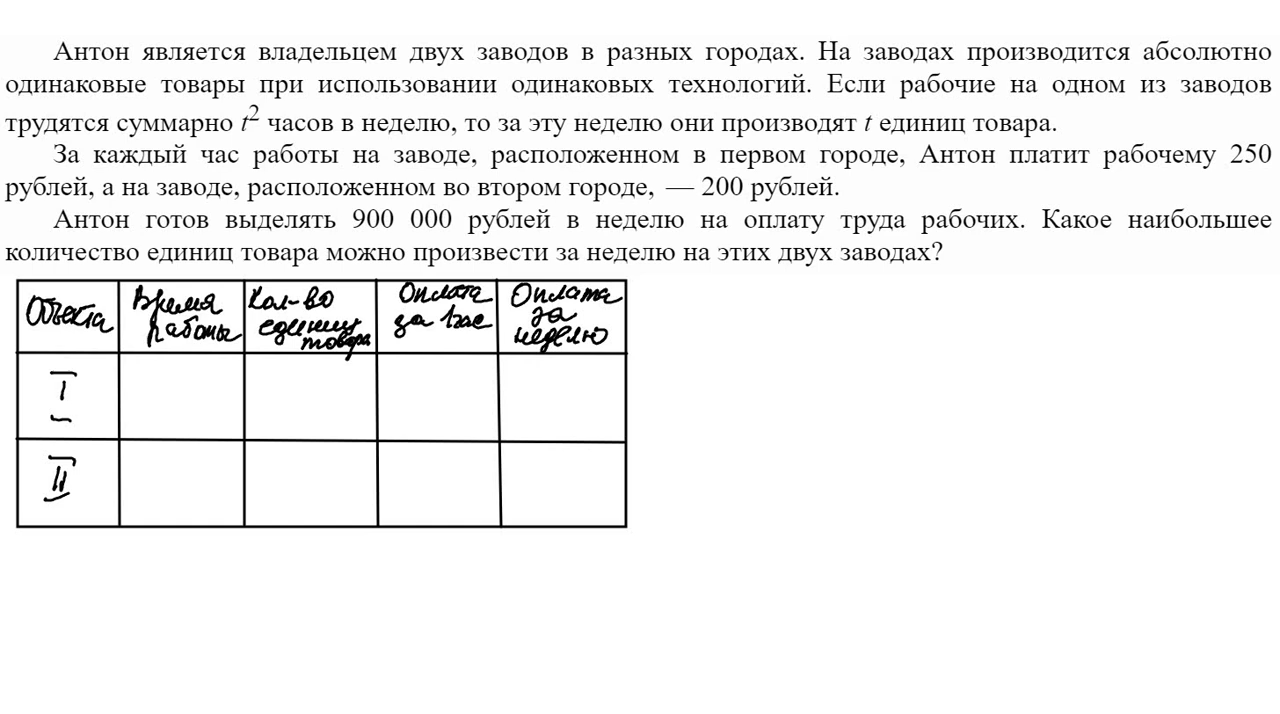 Антон является владельцем двух заводов в разных городах. На заводах производится абсолютно
одинаковые товары при использовании одинаковых технологий. Если рабочие на одном из заводов
трудятся суммарно t² часов в неделю, то за эту неделю они производят t единиц товара.
За каждый час работы на заводе, расположенном в первом городе, Антон платит рабочему 250
рублей, а на заводе, расположенном во втором городе, — 200 рублей.
Антон готов выделять 900 000 рублей в неделю на оплату труда рабочих. Какое наибольшее
количество единиц товара можно произвести за неделю на этих двух заводах?
Объекты
Время
работы
Кол-во
единиц
товара
Оплата
за 1 час
Оплата
за
неделю
I
II